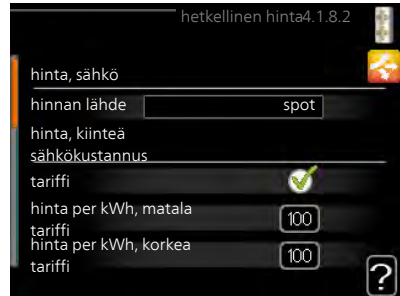 hetkellinen hinta4.1.8.2
hinta, sähkö
hinnan lähde
spot
hinta, kiinteä
sähkökustannus
tariffi
hinta per kWh, matala
tariffi
100
hinta per kWh, korkea
tariffi
100
?